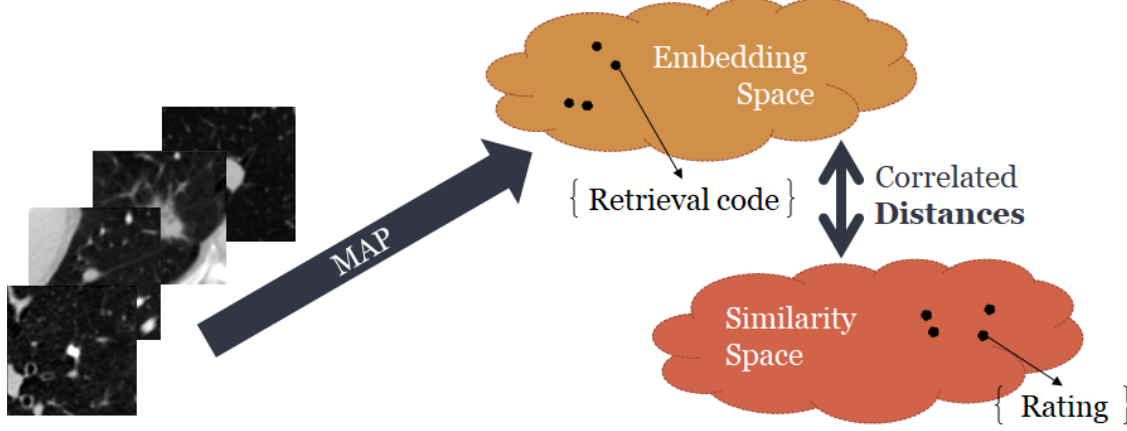 Embedding
Space
{ Retrieval code }
MAP
Correlated
Distances
Similarity
Space
{ Rating }